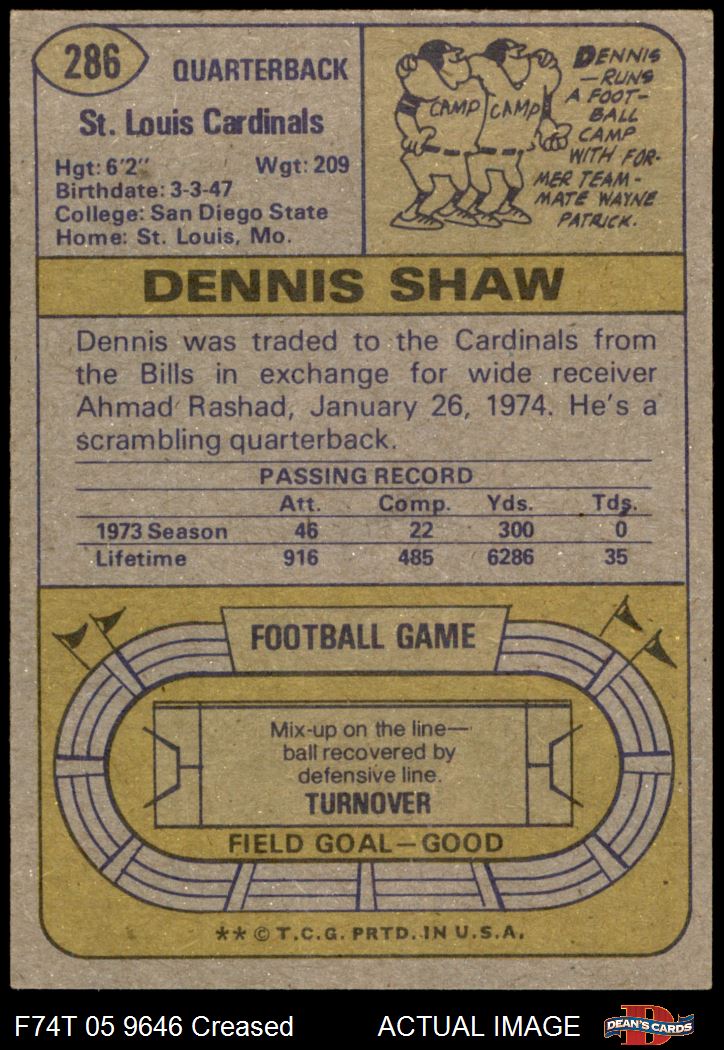 286
QUARTERBACK
St. Louis Cardinals
Hgt: 6'2" Wgt: 209
Birthdate: 3-3-47
College: San Diego State
Home: St. Louis, Mo.
CAMP CAMP
DENNIS
—RUNS
A FOOT-
BALL
CAMP
WITH FOR-
MER TEAM-
MATE WAYNE
PATRICK.
DENNIS SHAW
Dennis was traded to the Cardinals from
the Bills in exchange for wide receiver
Ahmad Rashad, January 26, 1974. He's a
scrambling quarterback.
PASSING RECORD
Att. Comp. Yds. Tds.
1973 Season 46 22 300 0
Lifetime 916 485 6286 35
FOOTBALL GAME
Mix-up on the line—
ball recovered by
defensive line.
TURNOVER
FIELD GOAL—GOOD
** © T.C.G. PRTD. IN U.S.A.
F74T 05 9646 Creased ACTUAL IMAGE
D
DEAN'S CARDS